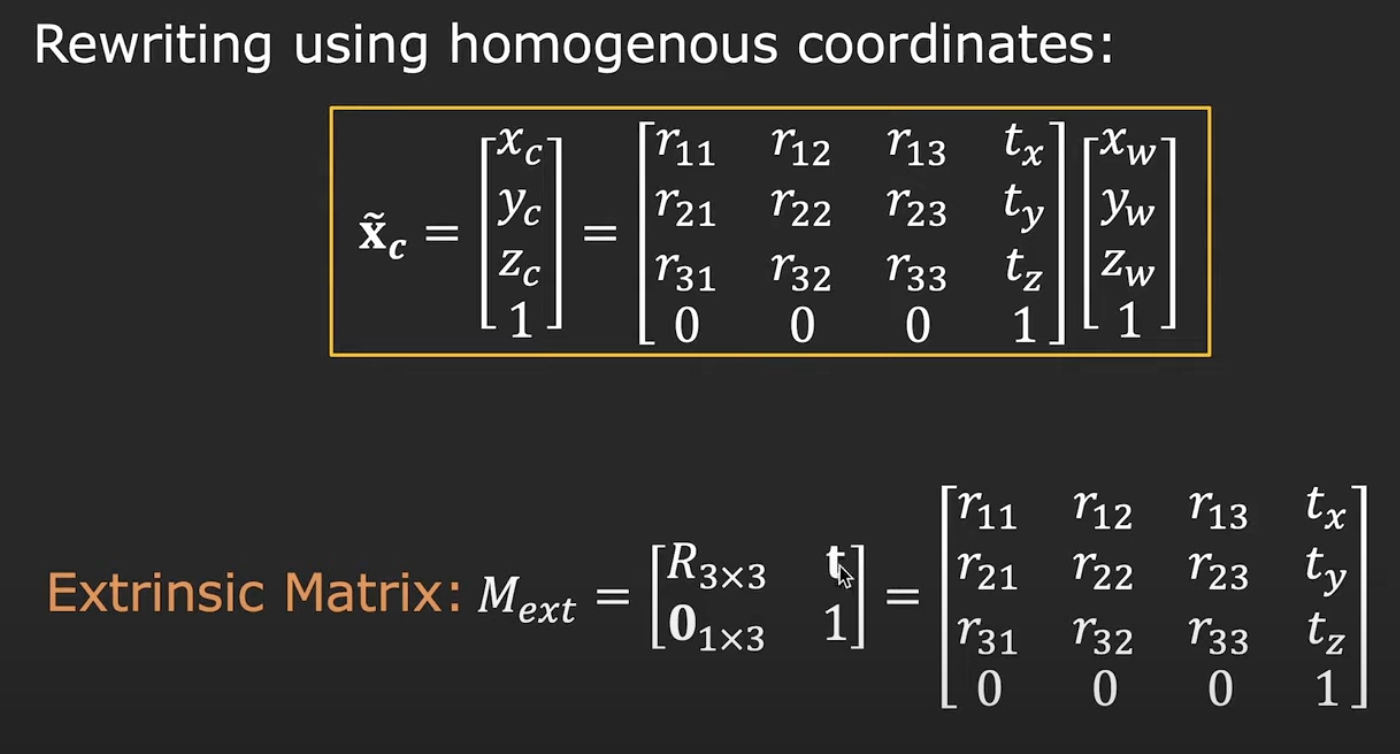 Rewriting using homogenous coordinates:
x̃_c = [x_c; y_c; z_c; 1] = [r_11 r_12 r_13 t_x; r_21 r_22 r_23 t_y; r_31 r_32 r_33 t_z; 0 0 0 1] [x_w; y_w; z_w; 1]
Extrinsic Matrix: M_ext = [R_3×3 t; 0_1×3 1] = [r_11 r_12 r_13 t_x; r_21 r_22 r_23 t_y; r_31 r_32 r_33 t_z; 0 0 0 1]